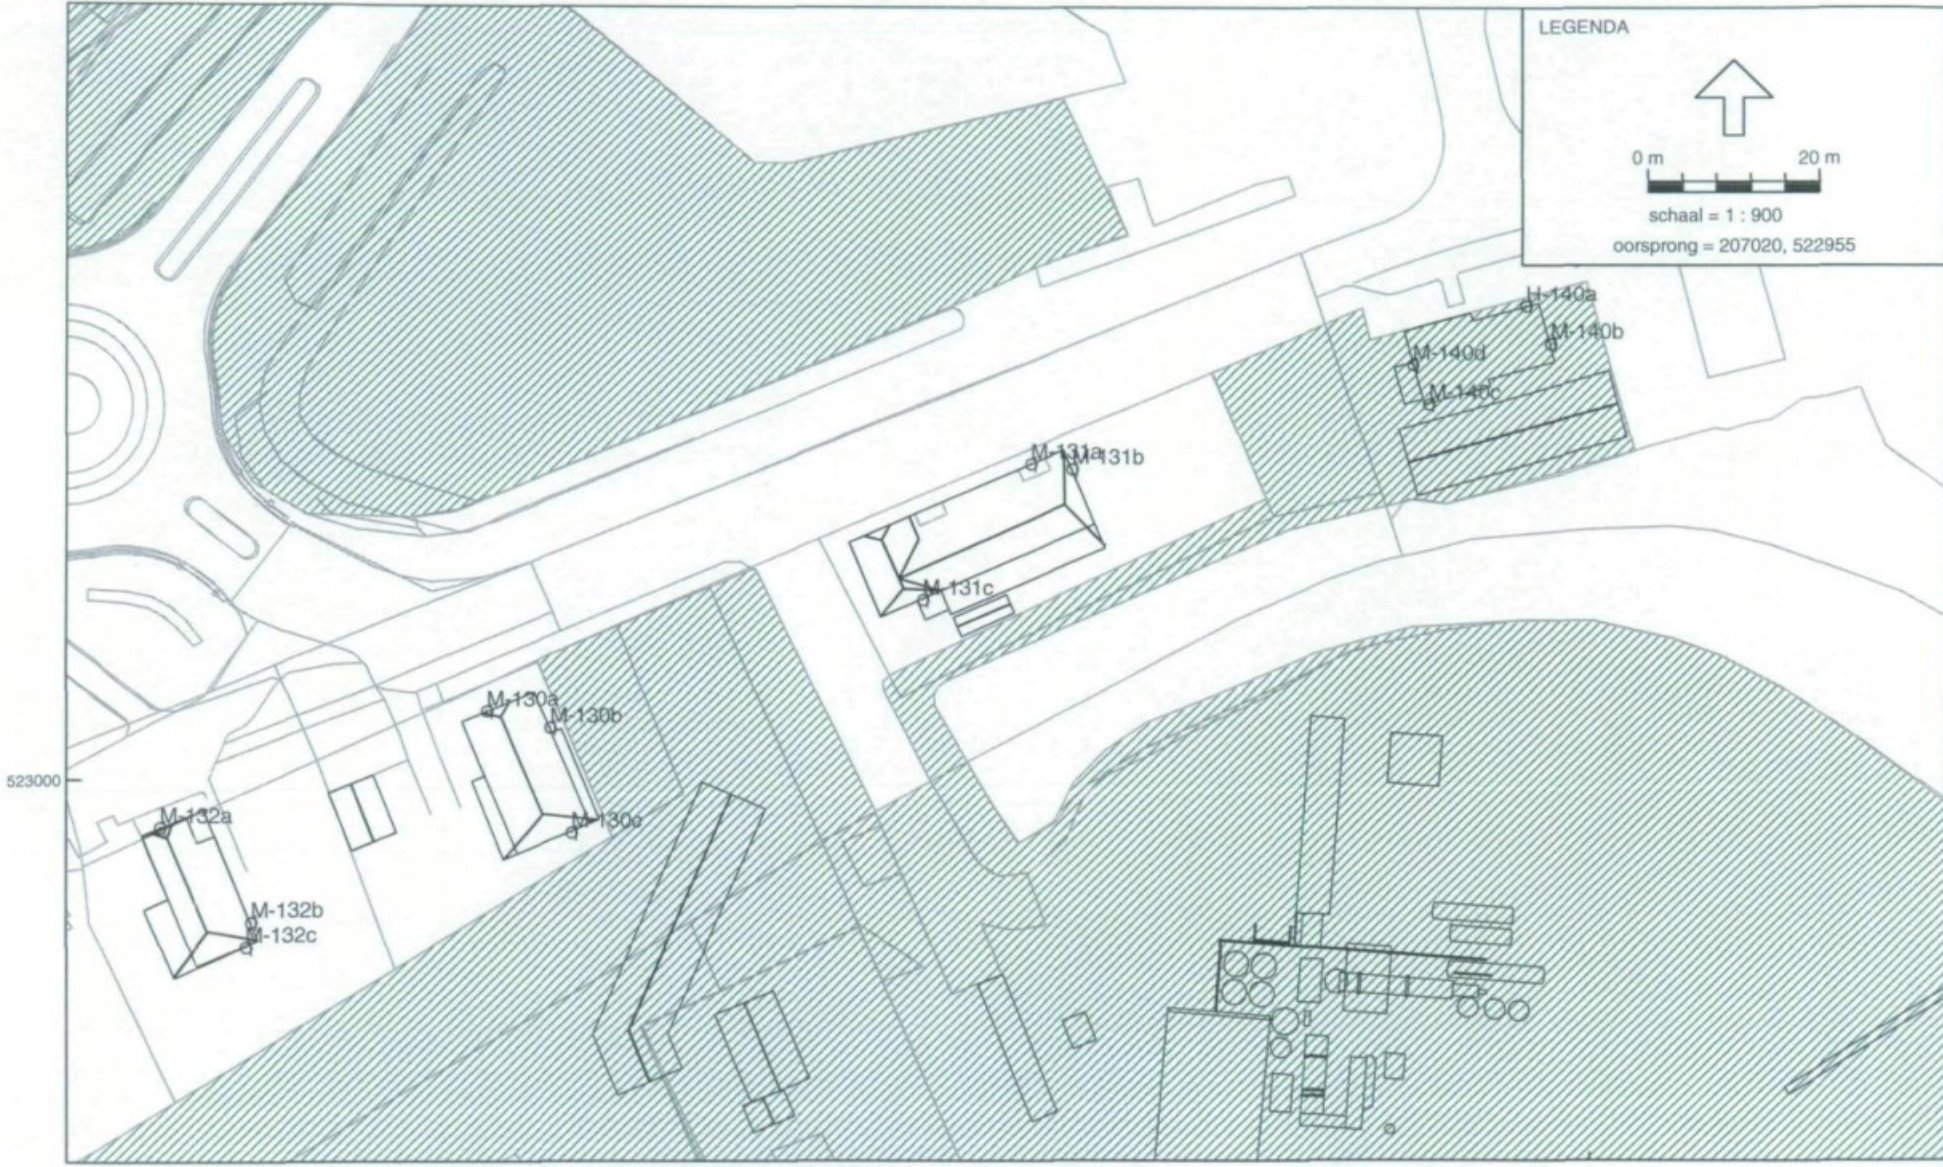 LEGENDA
0 m 20 m
schaal = 1 : 900
oorsprong = 207020, 522955
H-140a
M-140b
M-140d
M-140c
M-131a
M-131b
M-131c
M-130a
M-130b
523000
M-132a
M-130c
M-132b
M-132c